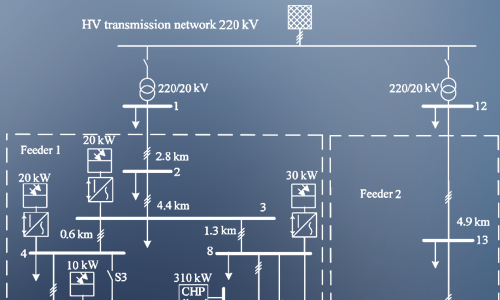 HV transmission network 220 kV
220/20 kV
220/20 kV
1
12
20 kW
Feeder 1
2.8 km
2
20 kW
30 kW
Feeder 2
4.4 km
3
4.9 km
0.6 km
1.3 km
13
4
8
10 kW
S3
310 kW
CHP